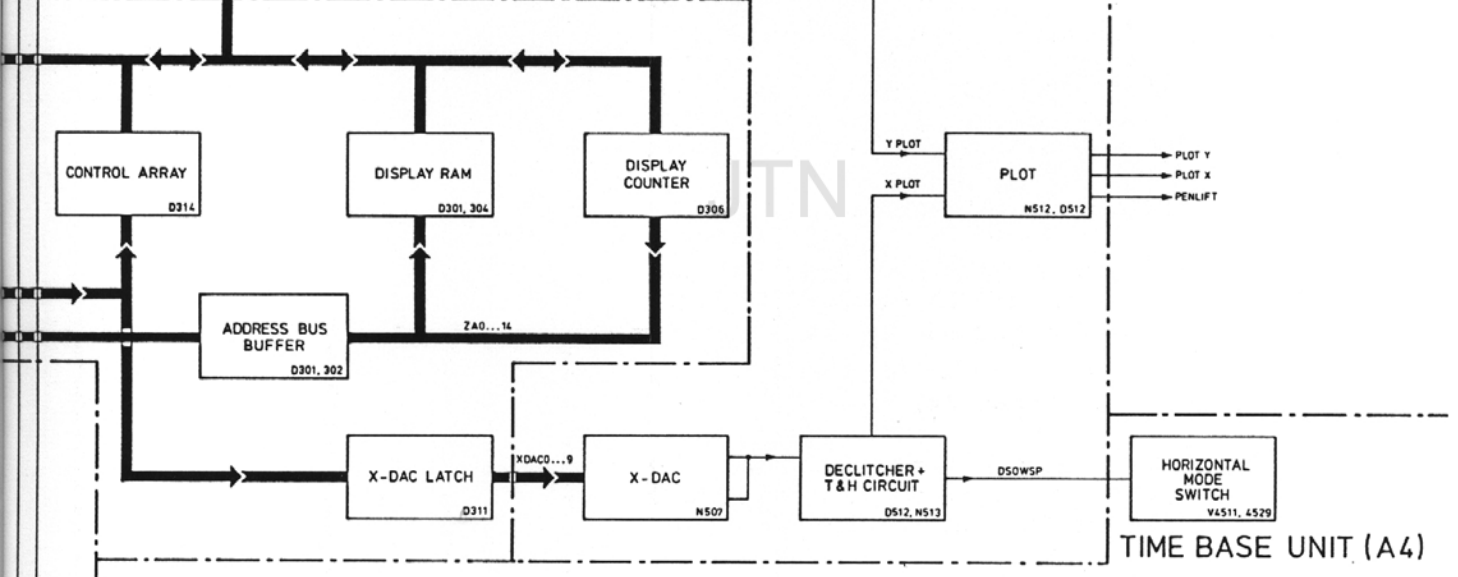 CONTROL ARRAY
D314
DISPLAY RAM
D301, 304
DISPLAY
COUNTER
D306
JTN
Y PLOT
X PLOT
PLOT
N512, D512
PLOT Y
PLOT X
PENLIFT
ADDRESS BUS
BUFFER
D301, 302
ZA0...14
X-DAC LATCH
D311
XDAC0...9
X-DAC
N507
DECLITCHER +
T&H CIRCUIT
D512, N513
DSOWSP
HORIZONTAL
MODE
SWITCH
V4511, 4529
TIME BASE UNIT (A4)